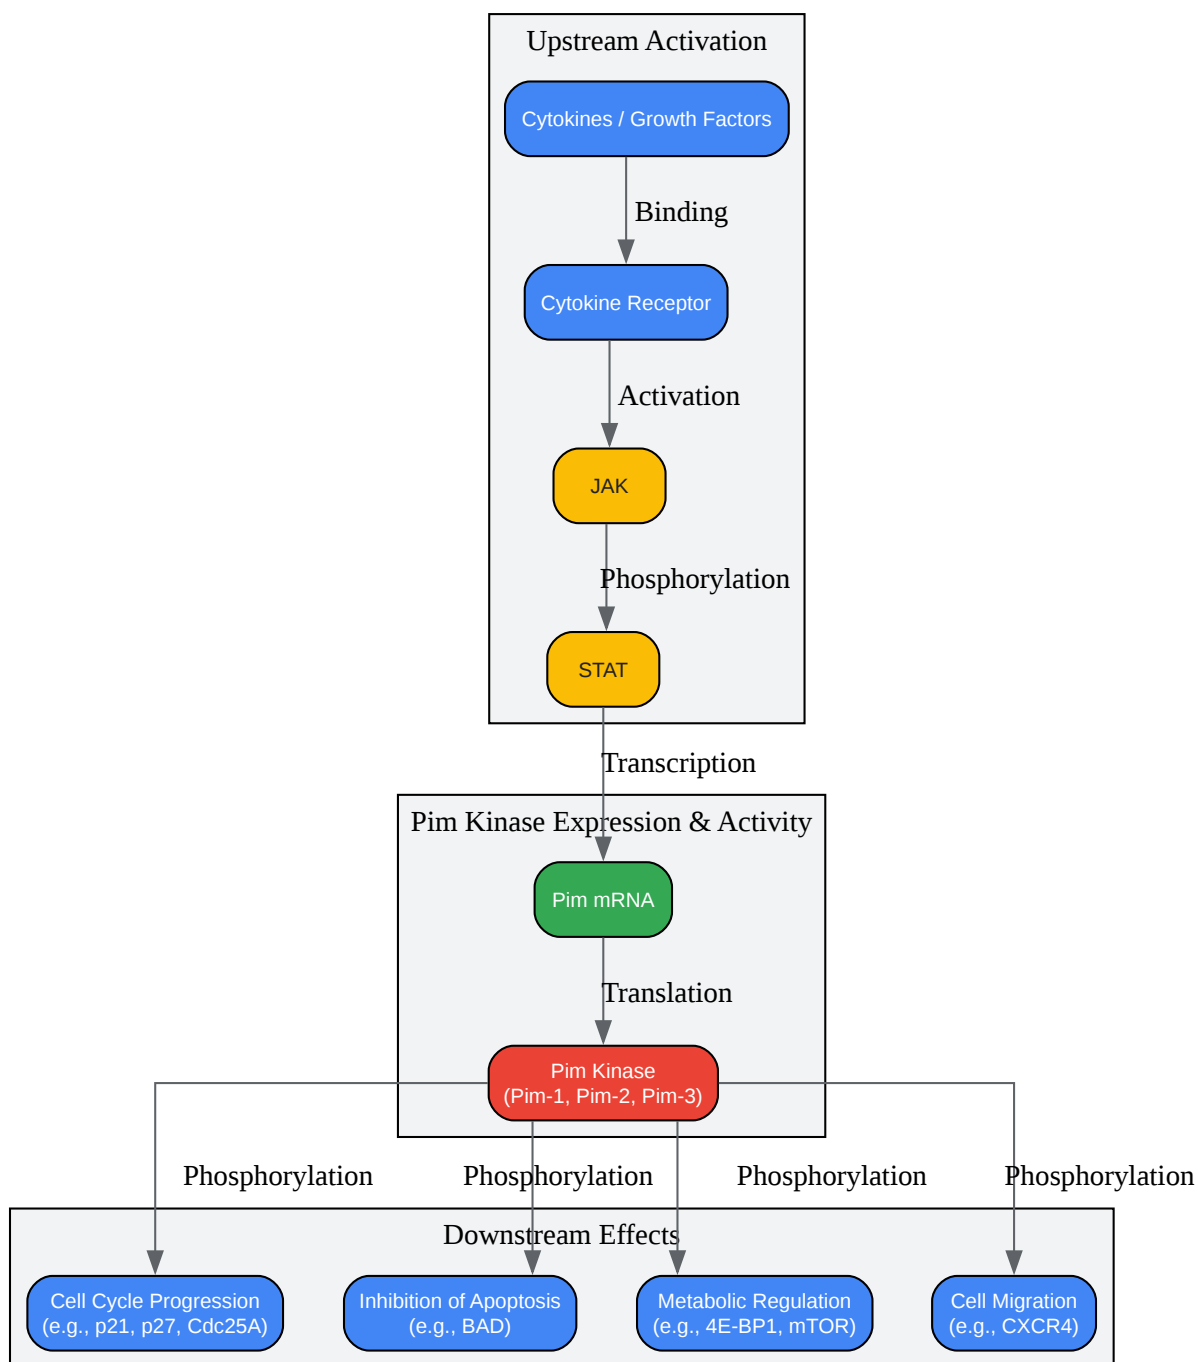 Upstream Activation
Cytokines / Growth Factors
Binding
Cytokine Receptor
Activation
JAK
Phosphorylation
STAT
Transcription
Pim Kinase Expression & Activity
Pim mRNA
Translation
Pim Kinase
(Pim-1, Pim-2, Pim-3)
Phosphorylation
Phosphorylation
Phosphorylation
Phosphorylation
Downstream Effects
Cell Cycle Progression
(e.g., p21, p27, Cdc25A)
Inhibition of Apoptosis
(e.g., BAD)
Metabolic Regulation
(e.g., 4E-BP1, mTOR)
Cell Migration
(e.g., CXCR4)